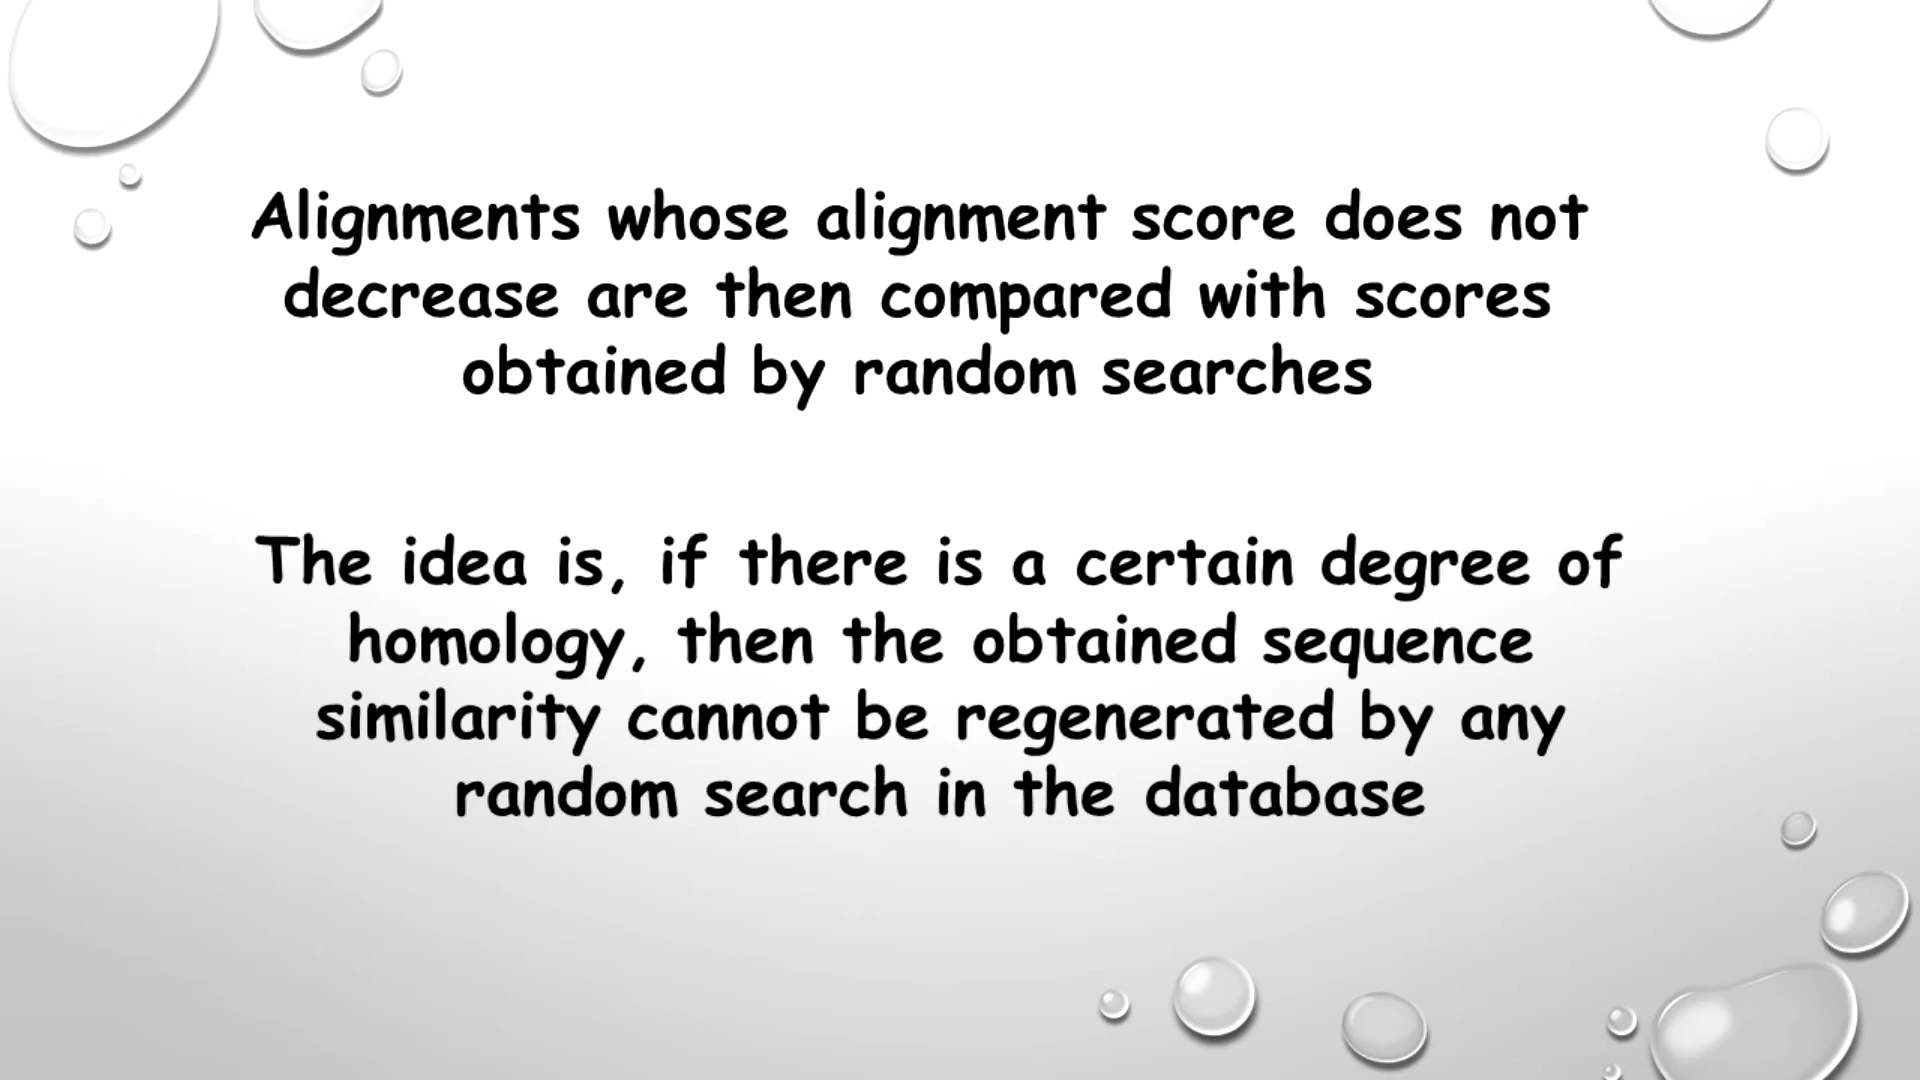 Alignments whose alignment score does not
decrease are then compared with scores
obtained by random searches
The idea is, if there is a certain degree of
homology, then the obtained sequence
similarity cannot be regenerated by any
random search in the database